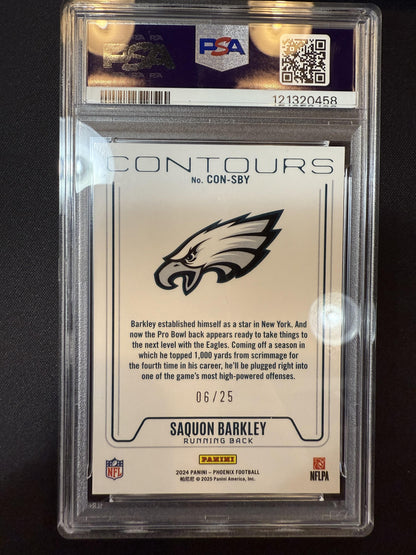 PSA PSA
121320458
CONTOURS
No. CON-SBY
Barkley established himself as a star in New York. And
now the Pro Bowl back appears ready to take things to
the next level with the Eagles. Coming off a season in
which he topped 1,000 yards from scrimmage for
the fourth time in his career, he'll be plugged right into
one of the game's most high-powered offenses.
06/25
SAQUON BARKLEY
RUNNING BACK
PANINI
NFL
2024 PANINI - PHOENIX FOOTBALL
帕尼尼 © 2025 Panini America, Inc.
NFLPA